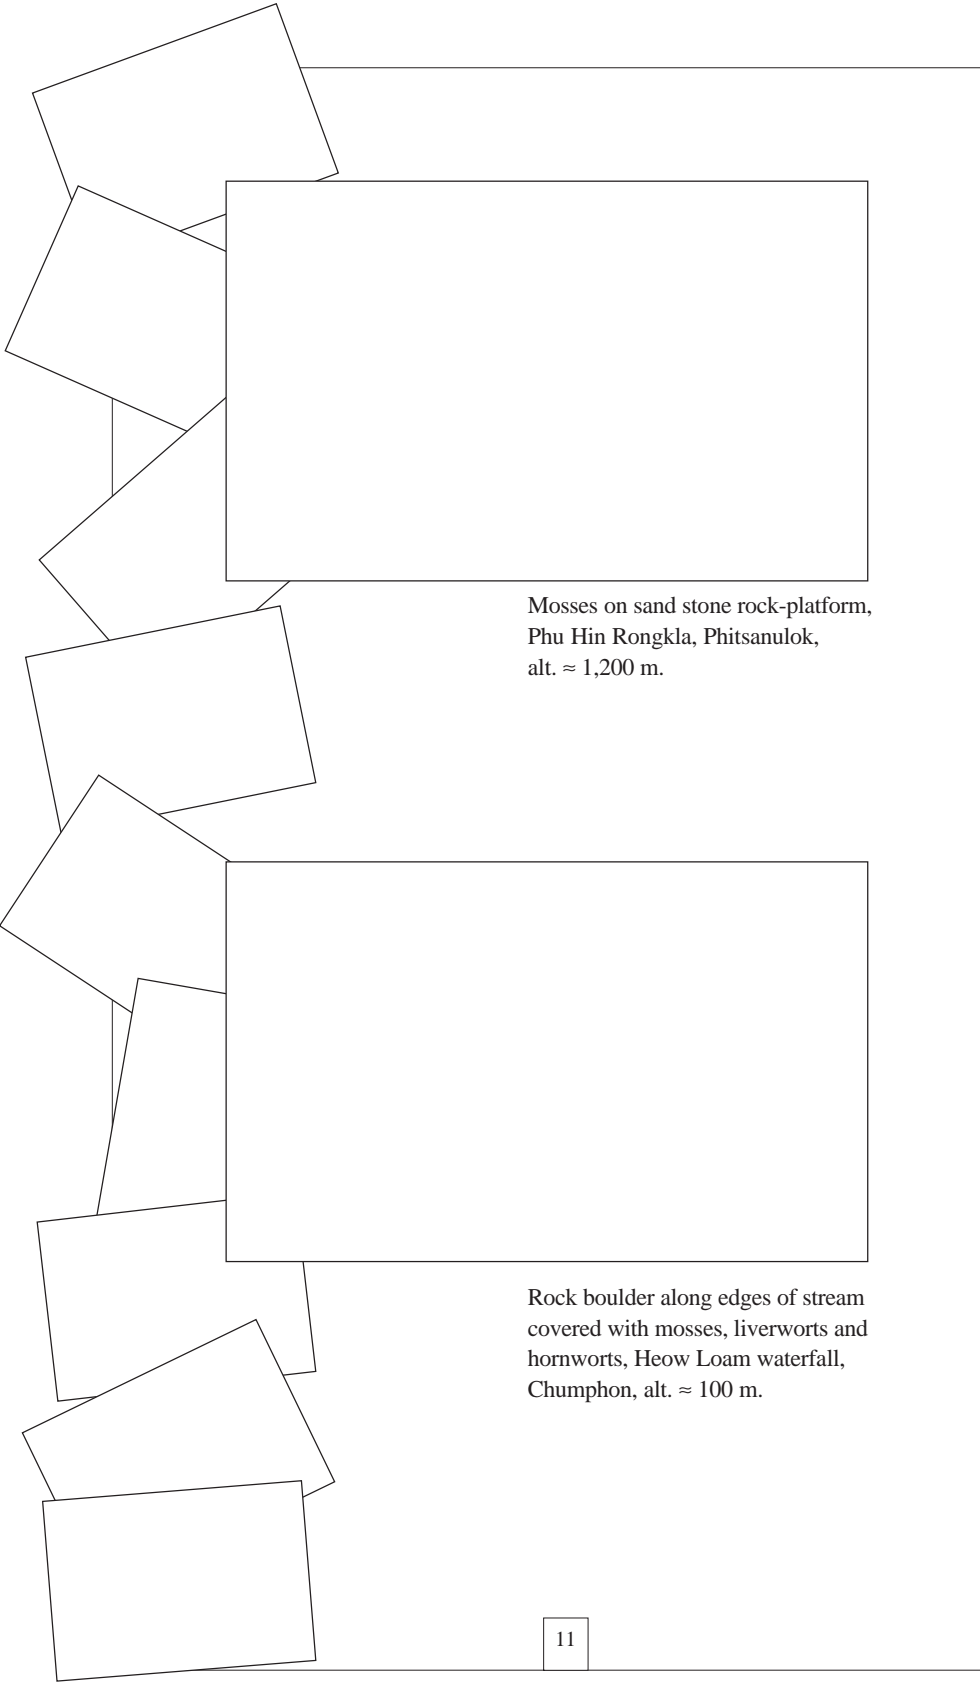 Mosses on sand stone rock-platform,
Phu Hin Rongkla, Phitsanulok,
alt. ≈ 1,200 m.
Rock boulder along edges of stream
covered with mosses, liverworts and
hornworts, Heow Loam waterfall,
Chumphon, alt. ≈ 100 m.
11